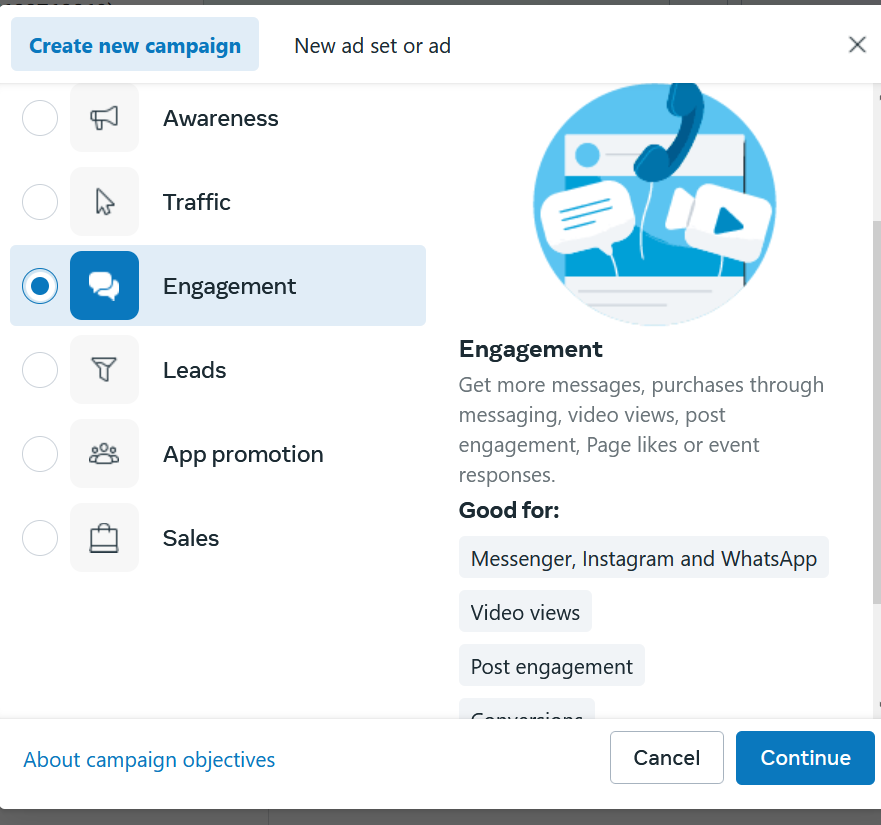 Create new campaign
New ad set or ad
Awareness
Traffic
Engagement
Leads
App promotion
Sales
Engagement
Get more messages, purchases through
messaging, video views, post
engagement, Page likes or event
responses.
Good for:
Messenger, Instagram and WhatsApp
Video views
Post engagement
Conversions
About campaign objectives
Cancel
Continue